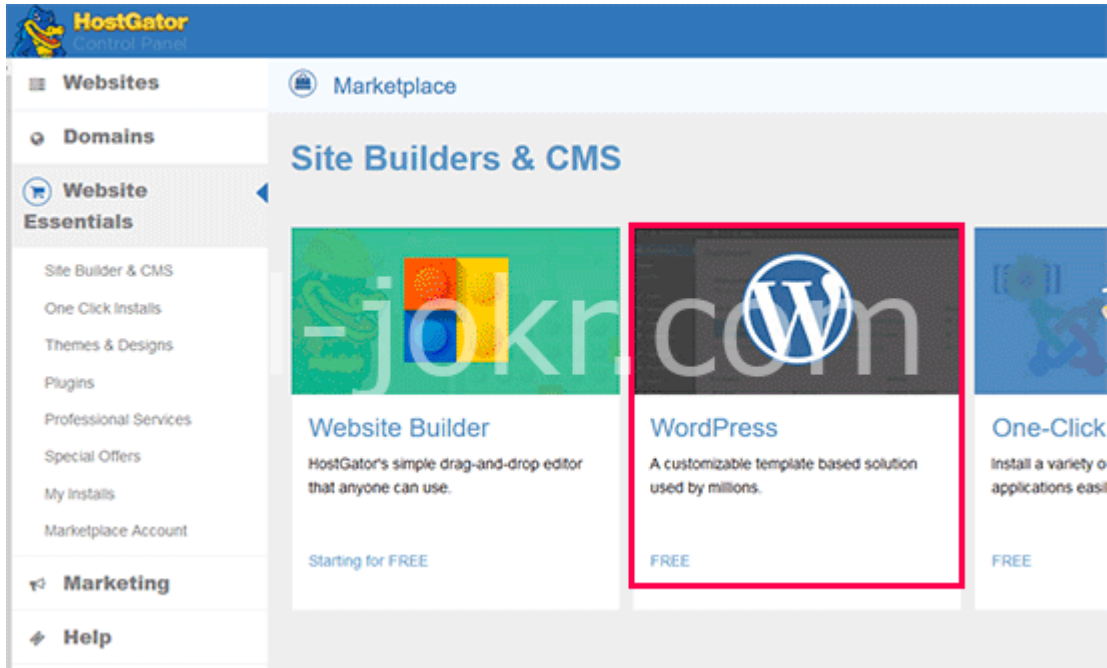 HostGator
Control Panel
Websites
Domains
Website
Essentials
Site Builder & CMS
One Click Installs
Themes & Designs
Plugins
Professional Services
Special Offers
My Installs
Marketplace Account
Marketing
Help
Marketplace
Site Builders & CMS
-jokr.com
Website Builder
HostGator's simple drag-and-drop editor
that anyone can use.
Starting for FREE
WordPress
A customizable template based solution
used by millions.
FREE
One-Click
Install a variety o
applications easil
FREE